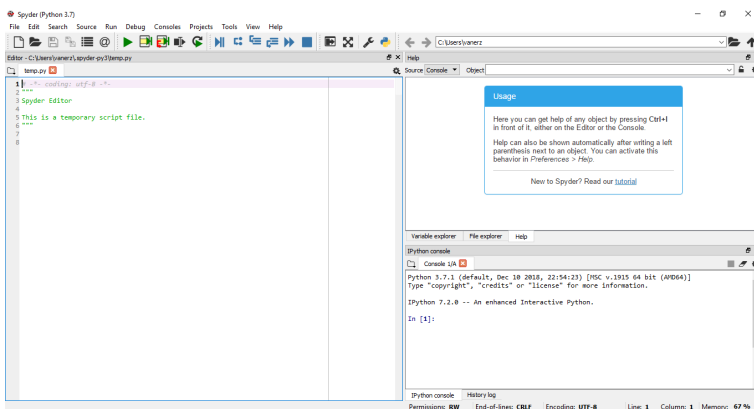 Spyder (Python 3.7)
File Edit Search Source Run Debug Consoles Projects Tools View Help
C:\Users\vanerz
Editor - C:\Users\vanerz\.spyder-py3\temp.py
temp.py
1 # -*- coding: utf-8 -*-
2 """
3 Spyder Editor
4
5 This is a temporary script file.
6 """
7
8
Help
Source Console Object
Usage
Here you can get help of any object by pressing Ctrl+I
in front of it, either on the Editor or the Console.
Help can also be shown automatically after writing a left
parenthesis next to an object. You can activate this
behavior in Preferences > Help.
New to Spyder? Read our tutorial
Variable explorer File explorer Help
IPython console
Console 1/A
Python 3.7.1 (default, Dec 10 2018, 22:54:23) [MSC v.1915 64 bit (AMD64)]
Type "copyright", "credits" or "license" for more information.
IPython 7.2.0 -- An enhanced Interactive Python.
In [1]:
IPython console History log
Permissions: RW End-of-lines: CRLF Encoding: UTF-8 Line: 1 Column: 1 Memory: 67 %